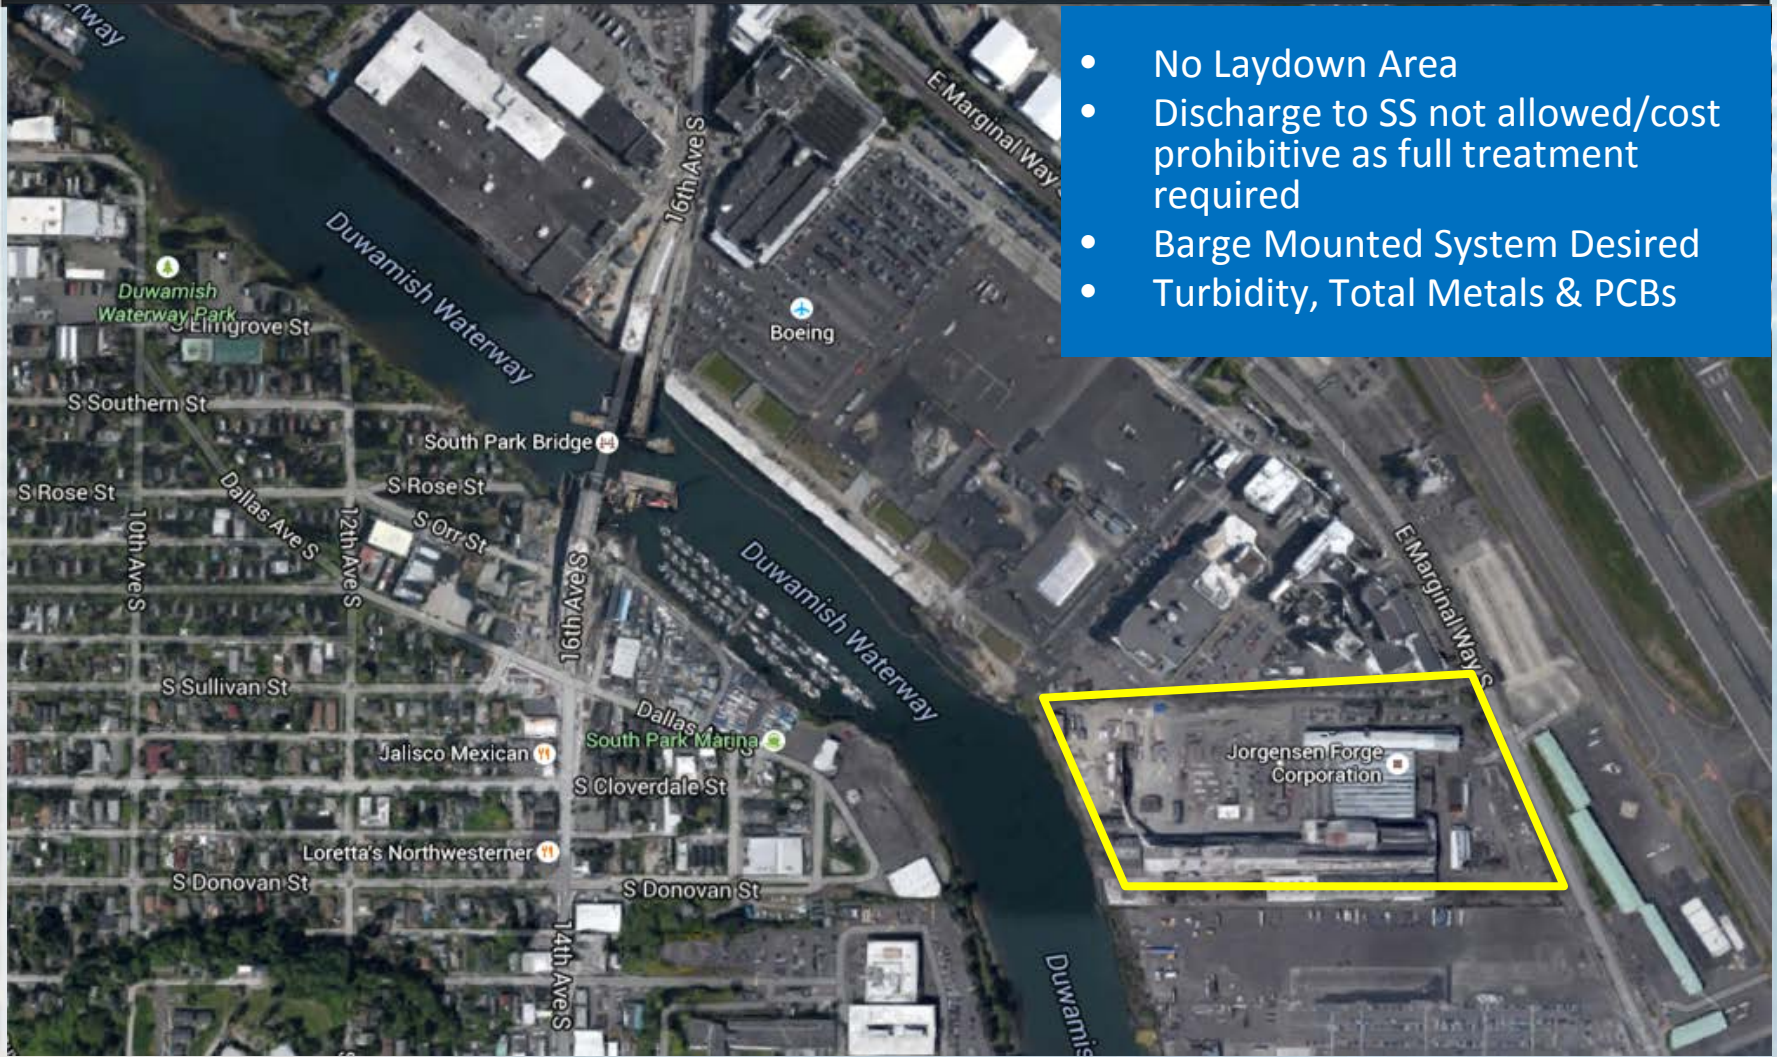 rway
• No Laydown Area
• Discharge to SS not allowed/cost
prohibitive as full treatment
required
• Barge Mounted System Desired
• Turbidity, Total Metals & PCBs
E Marginal Way S
16th Ave S
Duwamish Waterway
Duwamish
Waterway Park
S Elmgrove St
Boeing
S Southern St
South Park Bridge
S Rose St
S Rose St
Dallas Ave S
S Orr St
10th Ave S
12th Ave S
16th Ave S
Duwamish Waterway
E Marginal Way S
S Sullivan St
Dallas Ave S
South Park Marina
Jalisco Mexican
Jorgensen Forge
Corporation
S Cloverdale St
Loretta's Northwesterner
S Donovan St
S Donovan St
14th Ave S
Duwamis